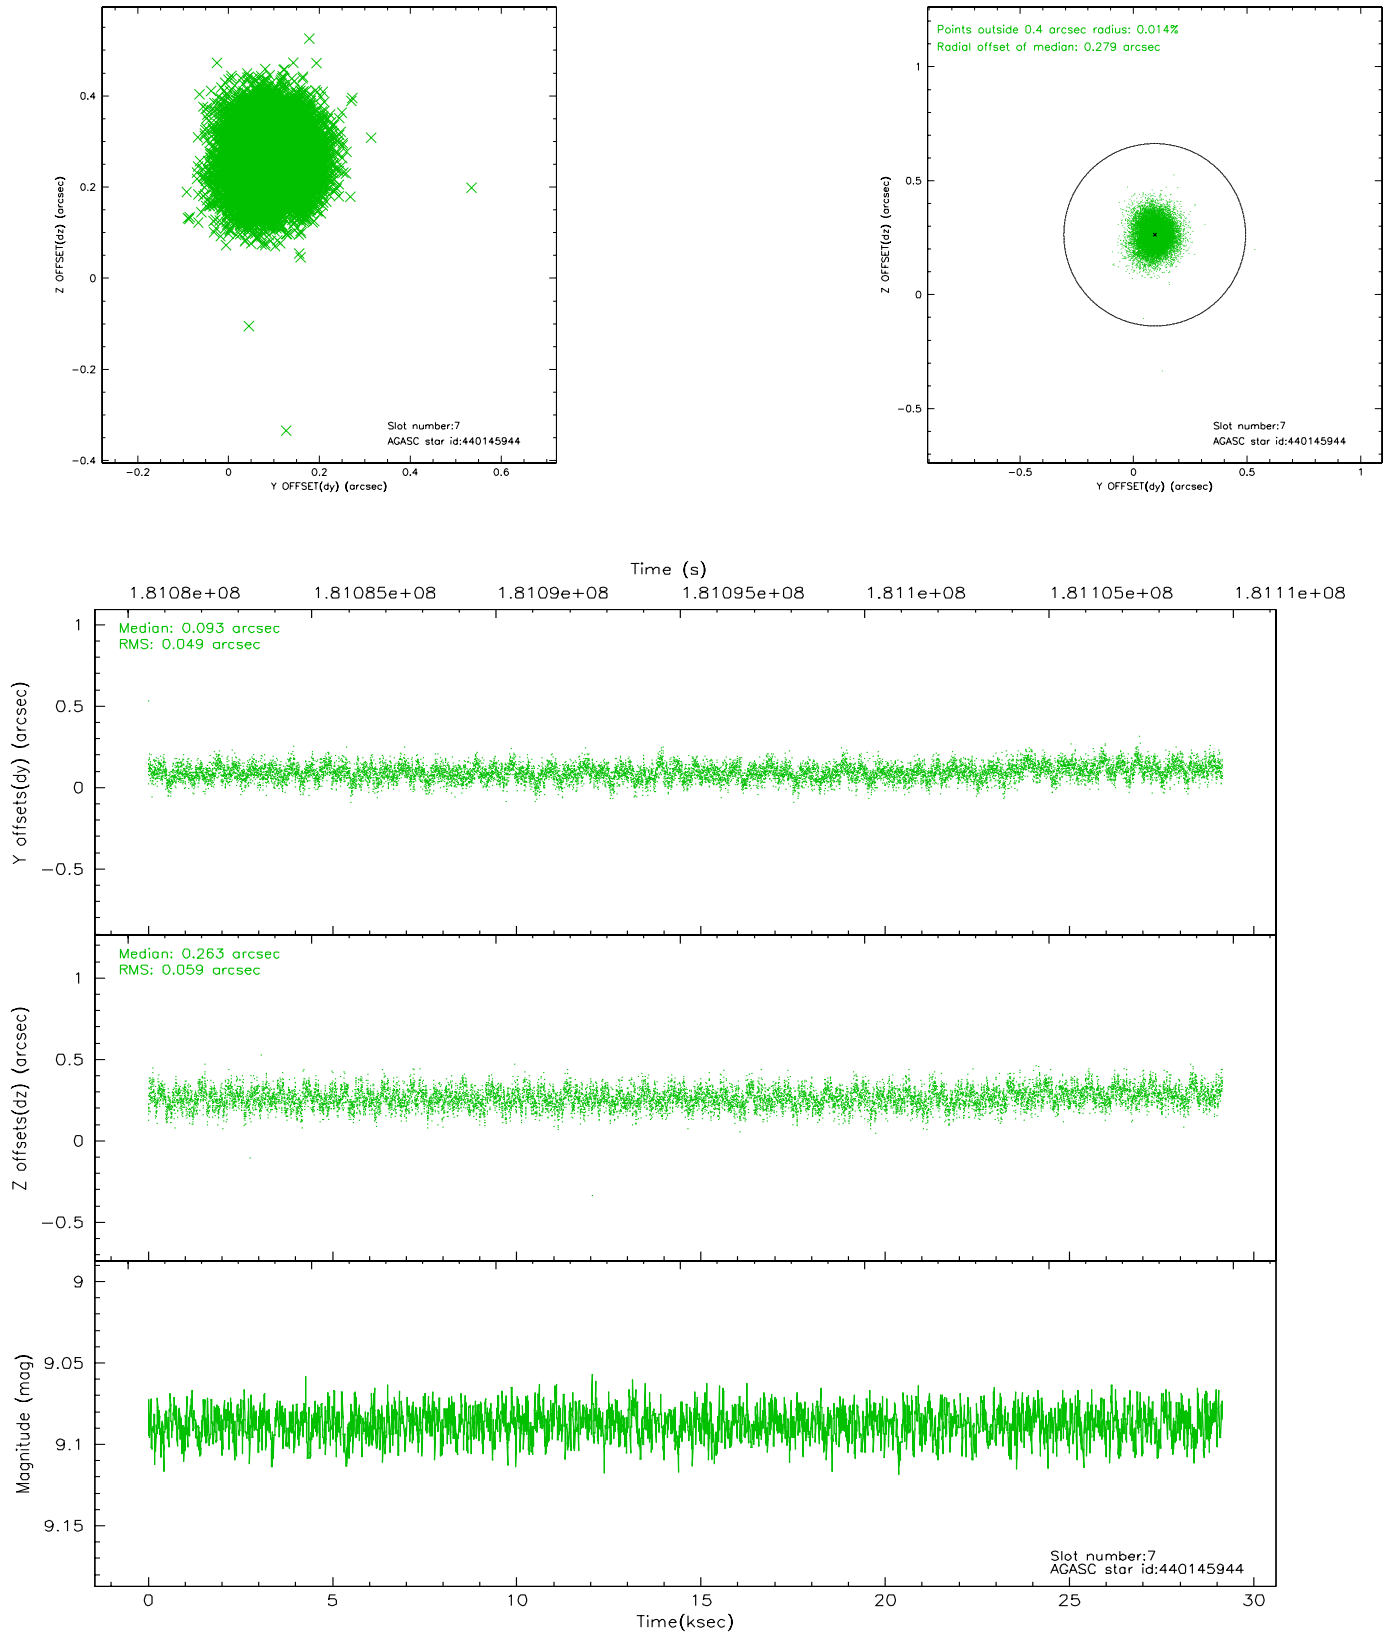 0.4
0.2
0
−0.2
−0.4
Z OFFSET(dz) (arcsec)
Slot number:7
AGASC star id:440145944
−0.2 0 0.2 0.4 0.6
Y OFFSET(dy) (arcsec)
Points outside 0.4 arcsec radius: 0.014%
Radial offset of median: 0.279 arcsec
1
0.5
0
−0.5
Z OFFSET(dz) (arcsec)
Slot number:7
AGASC star id:440145944
−0.5 0 0.5 1
Y OFFSET(dy) (arcsec)
Time (s)
1.8108e+08 1.81085e+08 1.8109e+08 1.81095e+08 1.811e+08 1.81105e+08 1.8111e+08
Median: 0.093 arcsec
RMS: 0.049 arcsec
1
0.5
0
−0.5
Y offsets(dy) (arcsec)
Median: 0.263 arcsec
RMS: 0.059 arcsec
1
0.5
0
−0.5
Z offsets(dz) (arcsec)
9
9.05
9.1
9.15
Magnitude (mag)
Slot number:7
AGASC star id:440145944
0 5 10 15 20 25 30
Time(ksec)